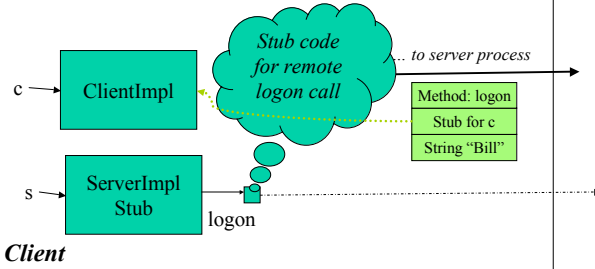 Stub code
for remote
logon call
... to server process
c
ClientImpl
Method: logon
Stub for c
String “Bill”
s
ServerImpl
Stub
logon
Client